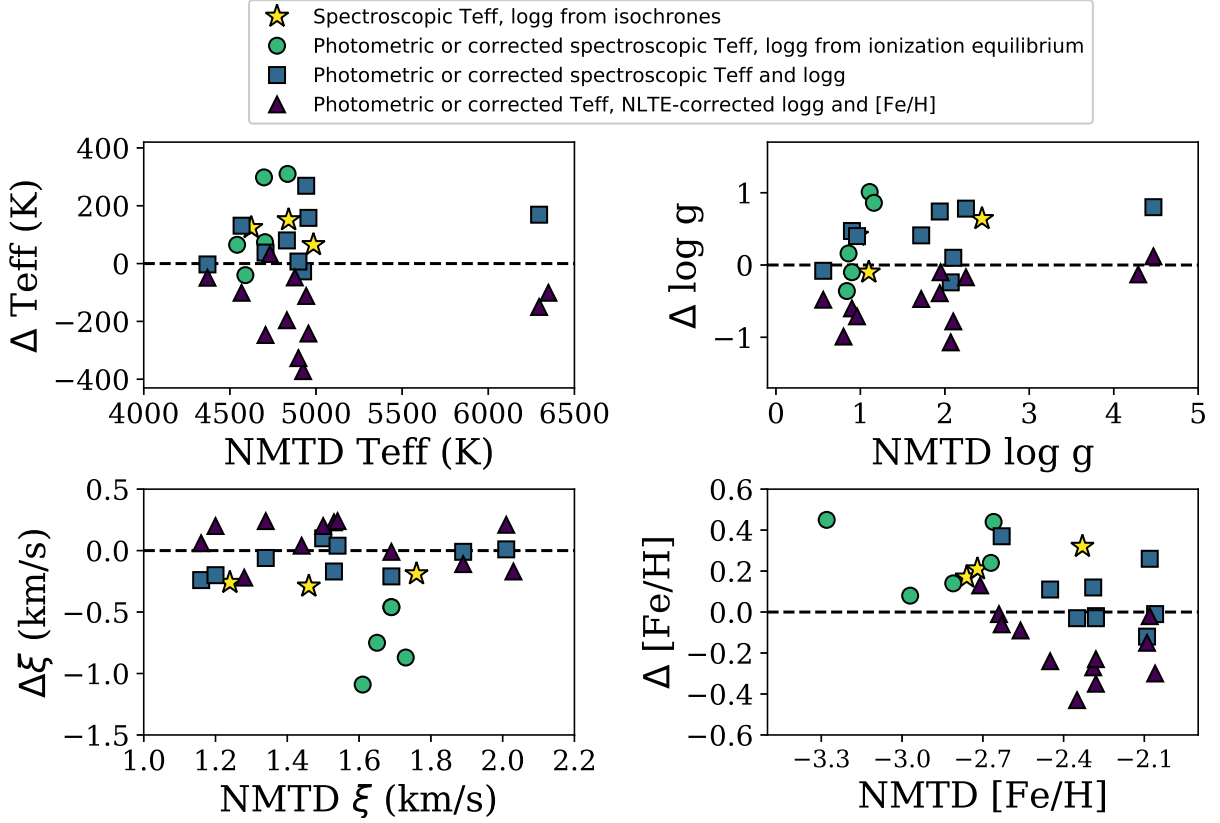 Spectroscopic Teff, logg from isochrones
Photometric or corrected spectroscopic Teff, logg from ionization equilibrium
Photometric or corrected spectroscopic Teff and logg
Photometric or corrected Teff, NLTE-corrected logg and [Fe/H]
400
200
0
−200
−400
Δ Teff (K)
4000 4500 5000 5500 6000 6500
NMTD Teff (K)
1
0
−1
Δ log g
0 1 2 3 4 5
NMTD log g
0.5
0.0
−0.5
−1.0
−1.5
Δξ (km/s)
1.0 1.2 1.4 1.6 1.8 2.0 2.2
NMTD ξ (km/s)
0.6
0.4
0.2
0.0
−0.2
−0.4
−0.6
Δ [Fe/H]
−3.3 −3.0 −2.7 −2.4 −2.1
NMTD [Fe/H]